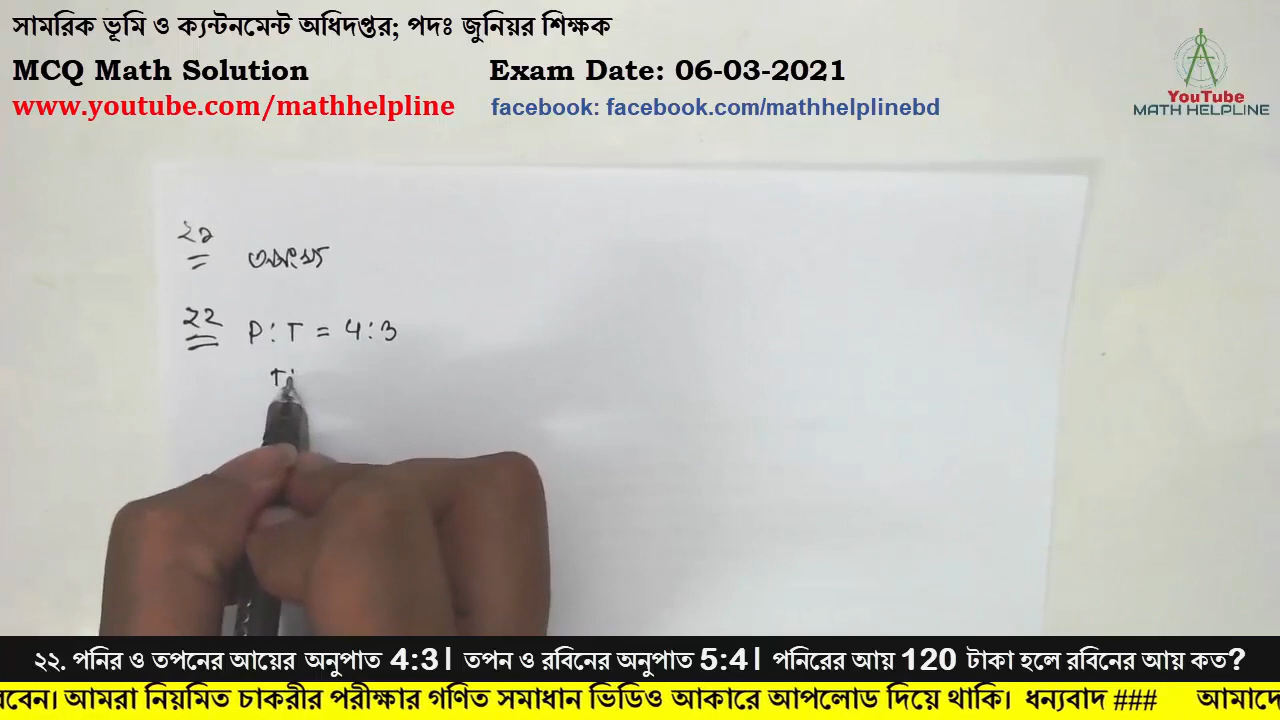 সামরিক ভূমি ও ক্যন্টনমেন্ট অধিদপ্তর; পদঃ জুনিয়র শিক্ষক
MCQ Math Solution Exam Date: 06-03-2021
www.youtube.com/mathhelpline facebook: facebook.com/mathhelplinebd
YouTube
MATH HELPLINE
২১
অসংখ্য
২২ P:T = 4:3
T:
২২. পনির ও তপনের আয়ের অনুপাত 4:3। তপন ও রবিনের অনুপাত 5:4। পনিরের আয় 120 টাকা হলে রবিনের আয় কত?
রবেন। আমরা নিয়মিত চাকরীর পরীক্ষার গণিত সমাধান ভিডিও আকারে আপলোড দিয়ে থাকি। ধন্যবাদ ### আমাদে